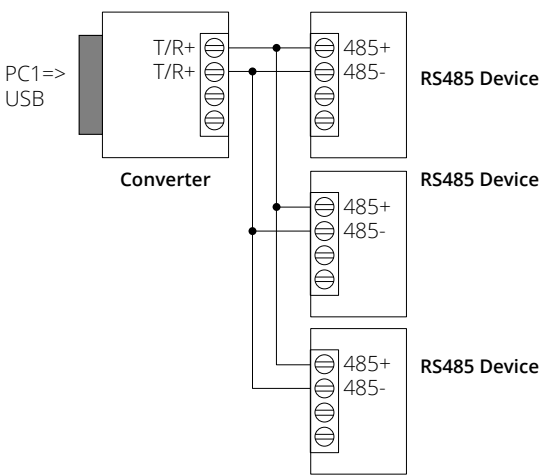 PC1=>
USB
T/R+
T/R+
Converter
485+
485-
RS485 Device
485+
485-
RS485 Device
485+
485-
RS485 Device